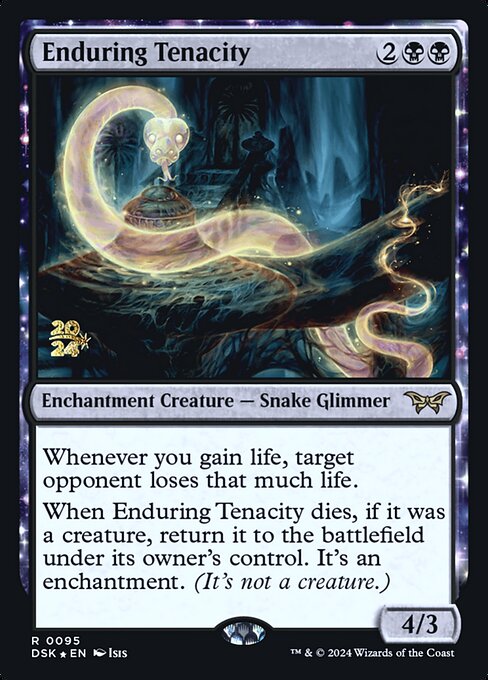 Enduring Tenacity 2
20
24
Enchantment Creature — Snake Glimmer
Whenever you gain life, target
opponent loses that much life.
When Enduring Tenacity dies, if it was
a creature, return it to the battlefield
under its owner's control. It's an
enchantment. (It's not a creature.)
4/3
R 0095
DSK ★ EN Isis
™ & © 2024 Wizards of the Coast